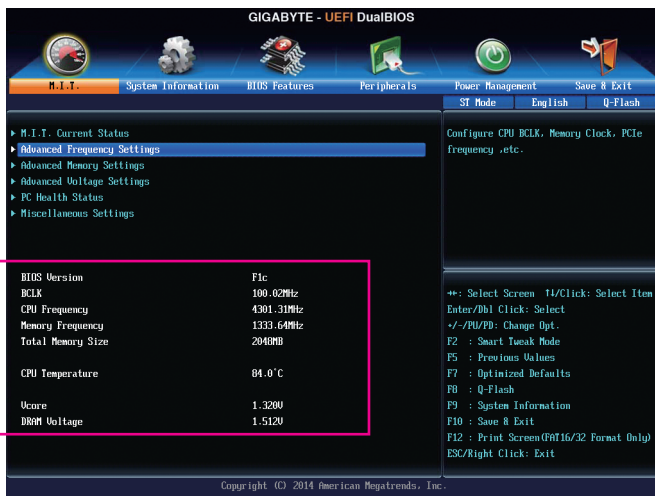 GIGABYTE - UEFI DualBIOS
M.I.T. System Information BIOS Features Peripherals Power Management Save & Exit
ST Mode English Q-Flash
M.I.T. Current Status
Advanced Frequency Settings
Advanced Memory Settings
Advanced Voltage Settings
PC Health Status
Miscellaneous Settings
Configure CPU BCLK, Memory Clock, PCIe
frequency ,etc.
BIOS Version F1c
BCLK 100.02MHz
CPU Frequency 4301.31MHz
Memory Frequency 1333.64MHz
Total Memory Size 2048MB
CPU Temperature 84.0°C
Vcore 1.320V
DRAM Voltage 1.512V
→←: Select Screen ↑↓/Click: Select Item
Enter/Dbl Click: Select
+/-/PU/PD: Change Opt.
F2 : Smart Tweak Mode
F5 : Previous Values
F7 : Optimized Defaults
F8 : Q-Flash
F9 : System Information
F10 : Save & Exit
F12 : Print Screen(FAT16/32 Format Only)
ESC/Right Click: Exit
Copyright (C) 2014 American Megatrends, Inc.